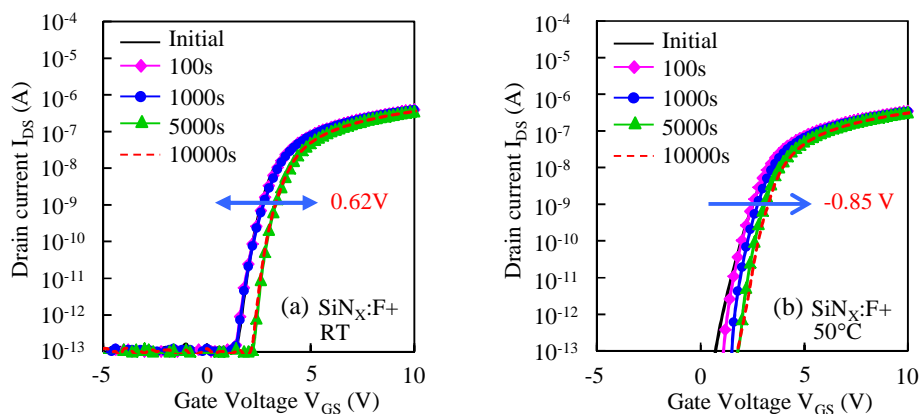 10⁻⁴
10⁻⁵
10⁻⁶
10⁻⁷
10⁻⁸
10⁻⁹
10⁻¹⁰
10⁻¹¹
10⁻¹²
10⁻¹³
Drain current I_DS (A)
Initial
100s
1000s
5000s
10000s
0.62V
(a) SiN_X:F+
RT
-5 0 5 10
Gate Voltage V_GS (V)
10⁻⁴
10⁻⁵
10⁻⁶
10⁻⁷
10⁻⁸
10⁻⁹
10⁻¹⁰
10⁻¹¹
10⁻¹²
10⁻¹³
Drain current I_DS (A)
Initial
100s
1000s
5000s
10000s
-0.85 V
(b) SiN_X:F+
50°C
-5 0 5 10
Gate Voltage V_GS (V)